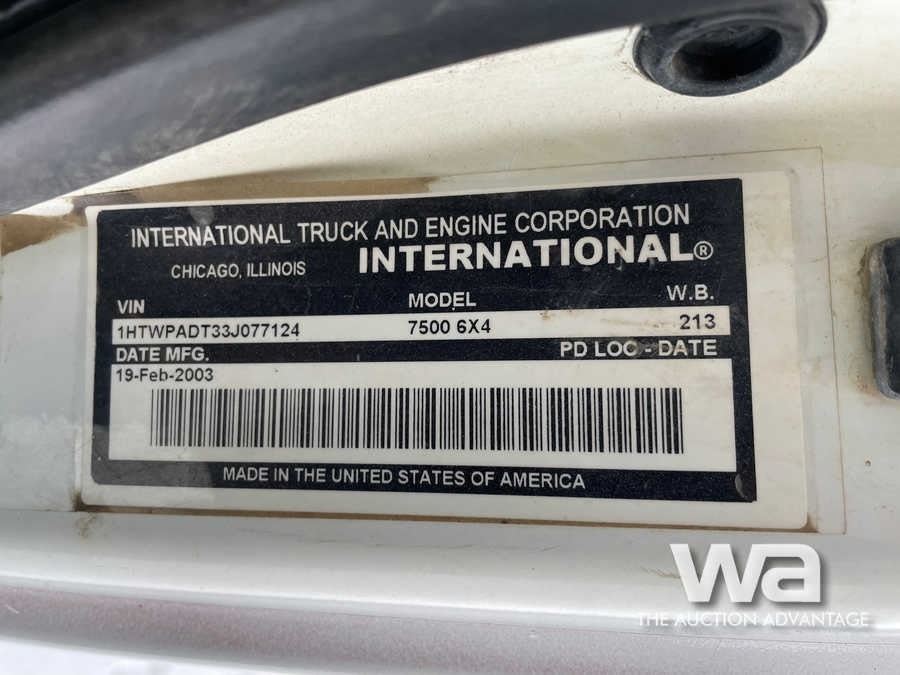 INTERNATIONAL TRUCK AND ENGINE CORPORATION
CHICAGO, ILLINOIS INTERNATIONAL®
VIN MODEL W.B.
1HTWPADT33J077124 7500 6X4 213
DATE MFG. PD LOC - DATE
19-Feb-2003
MADE IN THE UNITED STATES OF AMERICA
wa
THE AUCTION ADVANTAGE